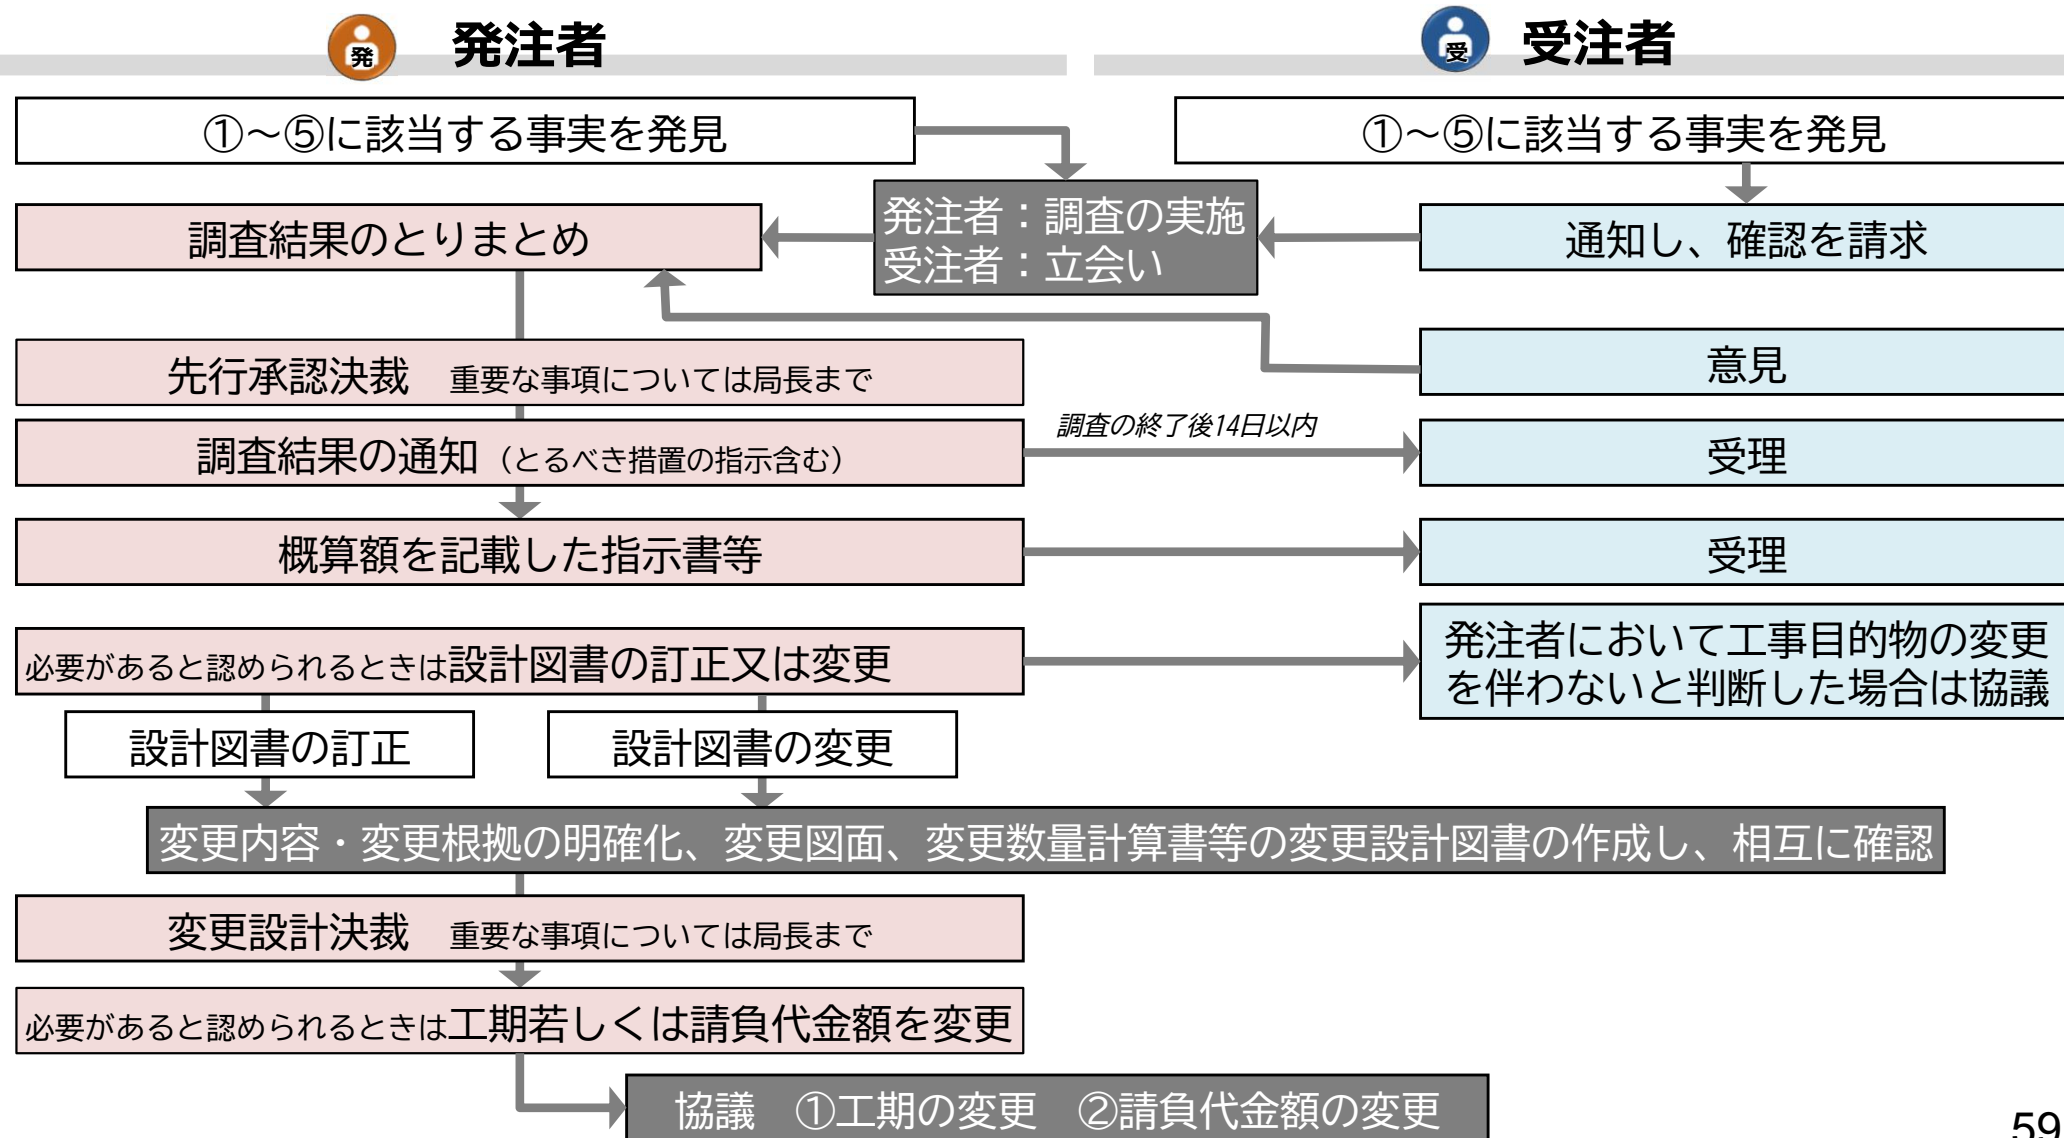 発 発注者
受 受注者
①～⑤に該当する事実を発見
①～⑤に該当する事実を発見
発注者：調査の実施
受注者：立会い
調査結果のとりまとめ
通知し、確認を請求
先行承認決裁　重要な事項については局長まで
意見
調査結果の通知（とるべき措置の指示含む）
調査の終了後14日以内
受理
概算額を記載した指示書等
受理
必要があると認められるときは設計図書の訂正又は変更
発注者において工事目的物の変更
を伴わないと判断した場合は協議
設計図書の訂正
設計図書の変更
変更内容・変更根拠の明確化、変更図面、変更数量計算書等の変更設計図書の作成し、相互に確認
変更設計決裁　重要な事項については局長まで
必要があると認められるときは工期若しくは請負代金額を変更
協議　①工期の変更　②請負代金額の変更
59